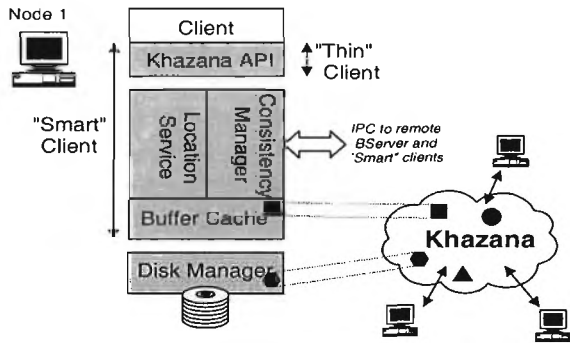 Node 1
Client
Khazana API
"Thin"
Client
"Smart"
Client
Location
Service
Consistency
Manager
IPC to remote
BServer and
"Smart" clients
Buffer Cache
Khazana
Disk Manager